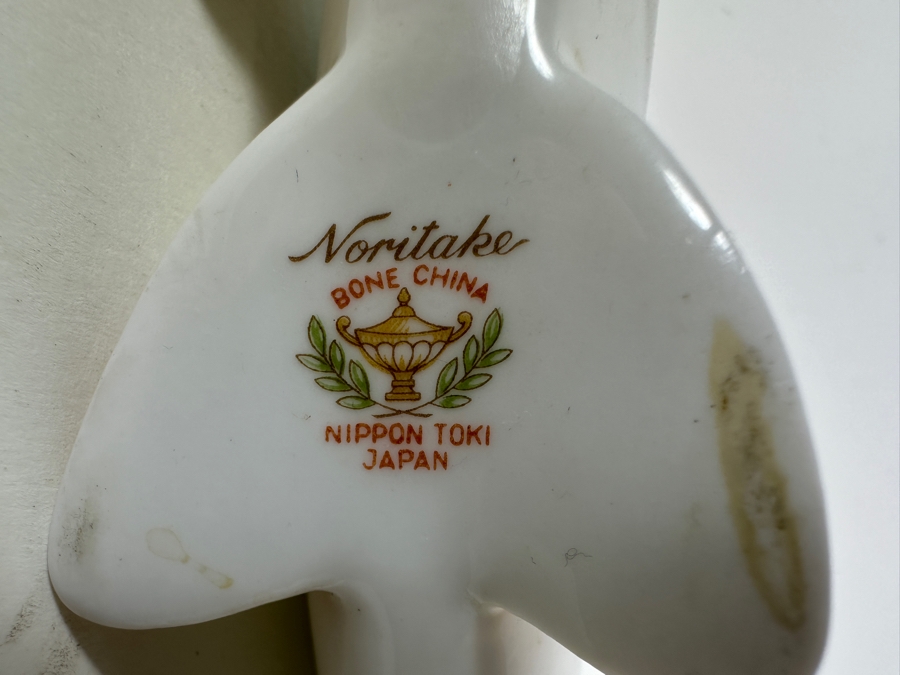 Noritake
BONE CHINA
NIPPON TOKI
JAPAN